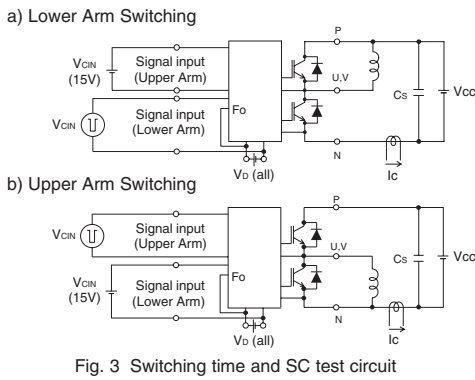 a) Lower Arm Switching
P
VCIN
(15V)
Signal input
(Upper Arm)
U,V
CS
VCC
Signal input
(Lower Arm)
Fo
VCIN
N
VD (all)
Ic
b) Upper Arm Switching
P
VCIN
Signal input
(Upper Arm)
U,V
CS
VCC
Fo
VCIN
(15V)
Signal input
(Lower Arm)
N
VD (all)
Ic
Fig. 3 Switching time and SC test circuit